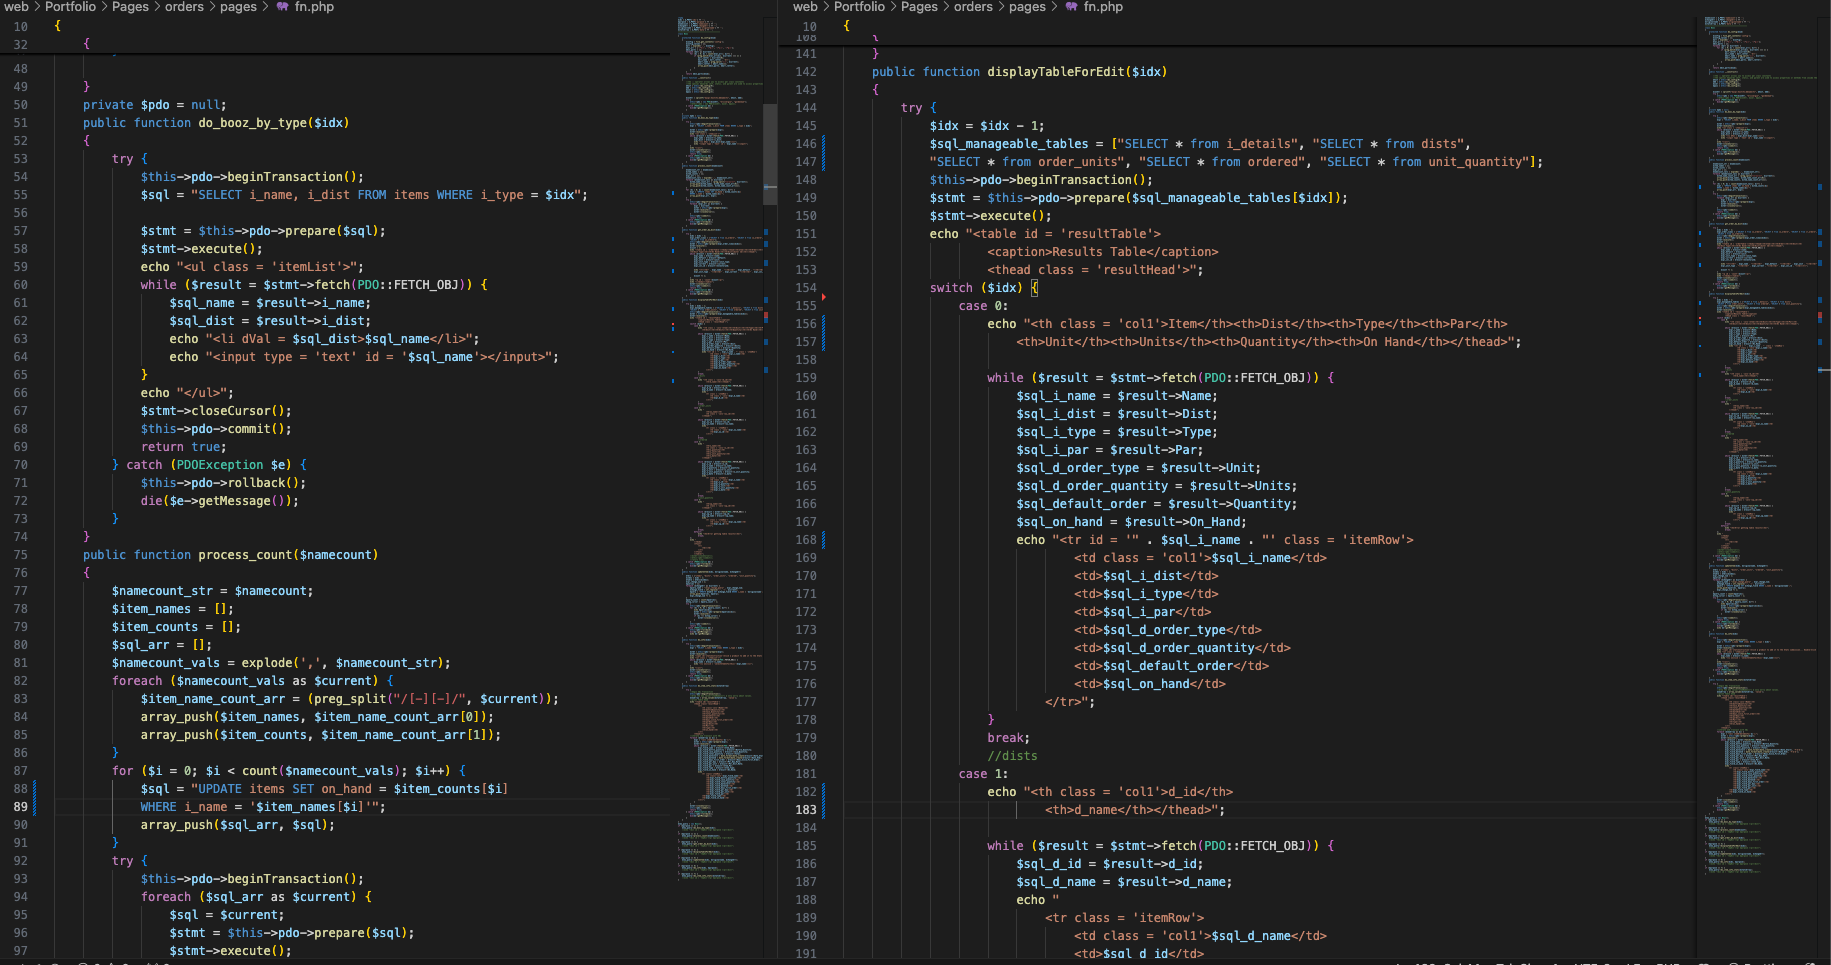 web > Portfolio > Pages > orders > pages > fn.php
10 {
32 {
48
49 }
50 private $pdo = null;
51 public function do_booz_by_type($idx)
52 {
53 try {
54 $this->pdo->beginTransaction();
55 $sql = "SELECT i_name, i_dist FROM items WHERE i_type = $idx";
56
57 $stmt = $this->pdo->prepare($sql);
58 $stmt->execute();
59 echo "<ul class = 'itemList'>";
60 while ($result = $stmt->fetch(PDO::FETCH_OBJ)) {
61 $sql_name = $result->i_name;
62 $sql_dist = $result->i_dist;
63 echo "<li dVal = $sql_dist>$sql_name</li>";
64 echo "<input type = 'text' id = '$sql_name'></input>";
65 }
66 echo "</ul>";
67 $stmt->closeCursor();
68 $this->pdo->commit();
69 return true;
70 } catch (PDOException $e) {
71 $this->pdo->rollback();
72 die($e->getMessage());
73 }
74 }
75 public function process_count($namecount)
76 {
77 $namecount_str = $namecount;
78 $item_names = [];
79 $item_counts = [];
80 $sql_arr = [];
81 $namecount_vals = explode(',', $namecount_str);
82 foreach ($namecount_vals as $current) {
83 $item_name_count_arr = (preg_split("/[-][-]/", $current));
84 array_push($item_names, $item_name_count_arr[0]);
85 array_push($item_counts, $item_name_count_arr[1]);
86 }
87 for ($i = 0; $i < count($namecount_vals); $i++) {
88 $sql = "UPDATE items SET on_hand = $item_counts[$i]
89 WHERE i_name = '$item_names[$i]'";
90 array_push($sql_arr, $sql);
91 }
92 try {
93 $this->pdo->beginTransaction();
94 foreach ($sql_arr as $current) {
95 $sql = $current;
96 $stmt = $this->pdo->prepare($sql);
97 $stmt->execute();
web > Portfolio > Pages > orders > pages > fn.php
10 {
108 {
141 }
142 public function displayTableForEdit($idx)
143 {
144 try {
145 $idx = $idx - 1;
146 $sql_manageable_tables = ["SELECT * from i_details", "SELECT * from dists",
147 "SELECT * from order_units", "SELECT * from ordered", "SELECT * from unit_quantity"];
148 $this->pdo->beginTransaction();
149 $stmt = $this->pdo->prepare($sql_manageable_tables[$idx]);
150 $stmt->execute();
151 echo "<table id = 'resultTable'>
152 <caption>Results Table</caption>
153 <thead class = 'resultHead'>";
154 switch ($idx) {
155 case 0:
156 echo "<th class = 'col1'>Item</th><th>Dist</th><th>Type</th><th>Par</th>
157 <th>Unit</th><th>Units</th><th>Quantity</th><th>On Hand</th></thead>";
158
159 while ($result = $stmt->fetch(PDO::FETCH_OBJ)) {
160 $sql_i_name = $result->Name;
161 $sql_i_dist = $result->Dist;
162 $sql_i_type = $result->Type;
163 $sql_i_par = $result->Par;
164 $sql_d_order_type = $result->Unit;
165 $sql_d_order_quantity = $result->Units;
166 $sql_default_order = $result->Quantity;
167 $sql_on_hand = $result->On_Hand;
168 echo "<tr id = '" . $sql_i_name . "' class = 'itemRow'>
169 <td class = 'col1'>$sql_i_name</td>
170 <td>$sql_i_dist</td>
171 <td>$sql_i_type</td>
172 <td>$sql_i_par</td>
173 <td>$sql_d_order_type</td>
174 <td>$sql_d_order_quantity</td>
175 <td>$sql_default_order</td>
176 <td>$sql_on_hand</td>
177 </tr>";
178 }
179 break;
180 //dists
181 case 1:
182 echo "<th class = 'col1'>d_id</th>
183 <th>d_name</th></thead>";
184
185 while ($result = $stmt->fetch(PDO::FETCH_OBJ)) {
186 $sql_d_id = $result->d_id;
187 $sql_d_name = $result->d_name;
188 echo "
189 <tr class = 'itemRow'>
190 <td class = 'col1'>$sql_d_name</td>
191 <td>$sql_d_id</td>